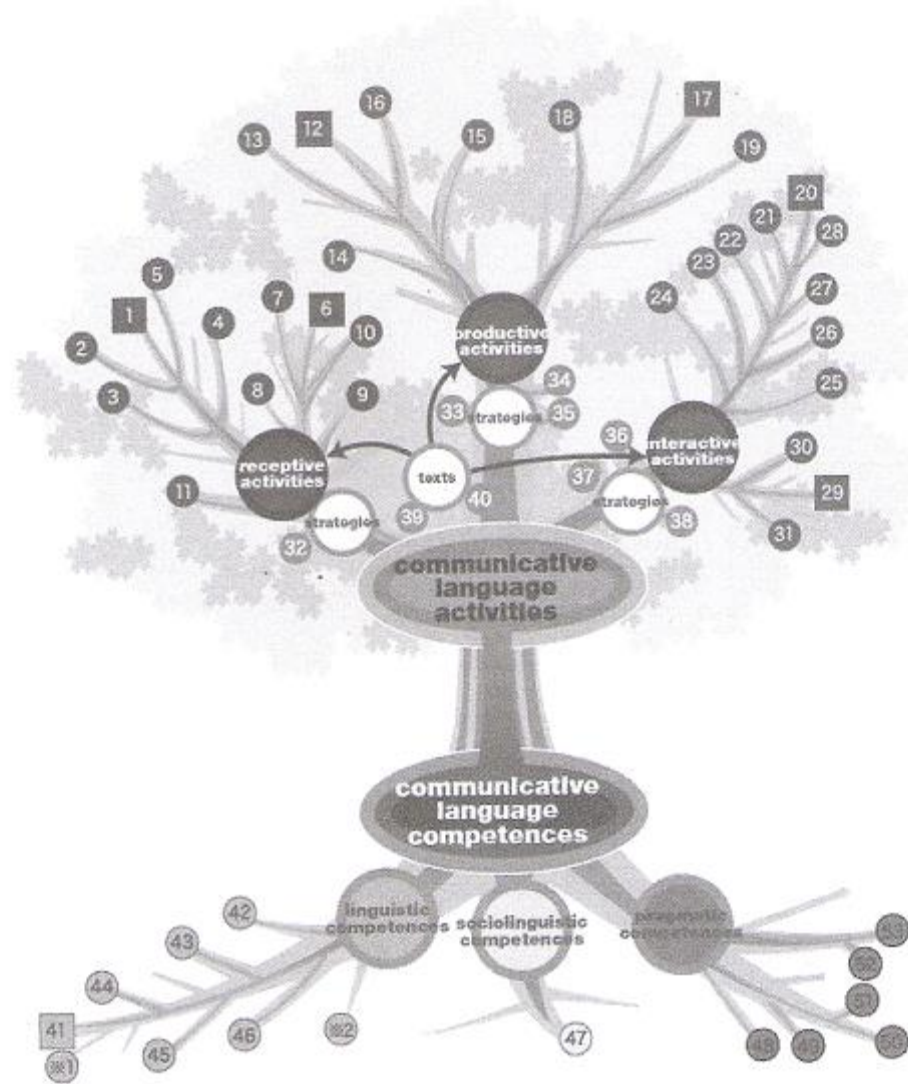 16
17
12
18
13
15
19
20
21
28
22
14
23
5
27
7
24
1
4
6
2
10
productive
activities
26
34
25
3
8
9
33
strategies
35
36
interactive
activities
30
receptive
activities
texts
37
29
11
40
strategies
39
38
31
strategies
32
communicative
language
activities
communicative
language
competences
linguistic
competences
sociolinguistic
competences
pragmatic
competences
42
53
43
52
44
51
41
46
※2
47
48
49
50
45
※1